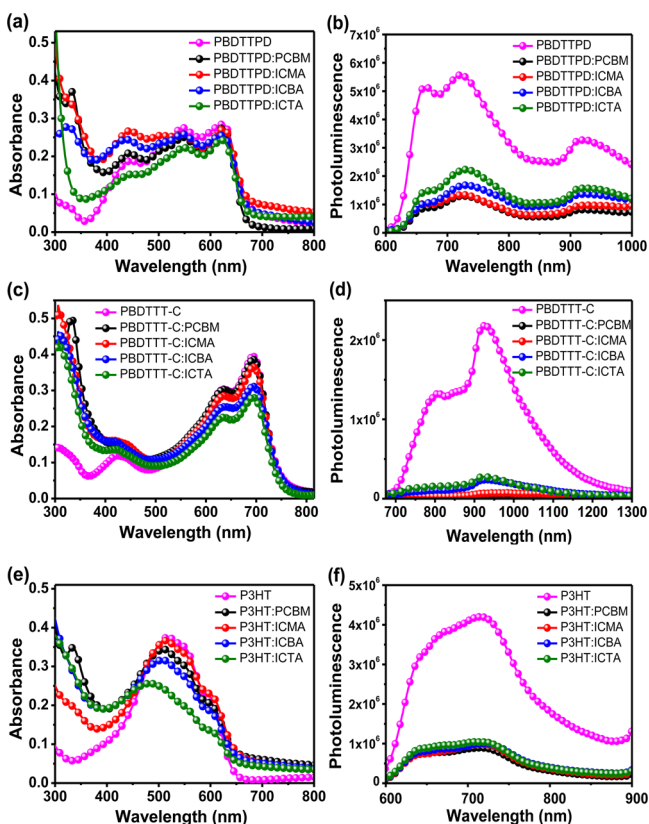 (a)
0.5
0.4
0.3
0.2
0.1
0.0
Absorbance
300 400 500 600 700 800
Wavelength (nm)
PBDTTPD
PBDTTPD:PCBM
PBDTTPD:ICMA
PBDTTPD:ICBA
PBDTTPD:ICTA
(b)
7x10⁶
6x10⁶
5x10⁶
4x10⁶
3x10⁶
2x10⁶
1x10⁶
0
Photoluminescence
600 700 800 900 1000
Wavelength (nm)
PBDTTPD
PBDTTPD:PCBM
PBDTTPD:ICMA
PBDTTPD:ICBA
PBDTTPD:ICTA
(c)
0.5
0.4
0.3
0.2
0.1
0.0
Absorbance
300 400 500 600 700 800
Wavelength (nm)
PBDTTT-C
PBDTTT-C:PCBM
PBDTTT-C:ICMA
PBDTTT-C:ICBA
PBDTTT-C:ICTA
(d)
2x10⁶
1x10⁶
0
Photoluminescence
700 800 900 1000 1100 1200 1300
Wavelength (nm)
PBDTTT-C
PBDTTT-C:PCBM
PBDTTT-C:ICMA
PBDTTT-C:ICBA
PBDTTT-C:ICTA
(e)
0.5
0.4
0.3
0.2
0.1
0.0
Absorbance
300 400 500 600 700 800
Wavelength (nm)
P3HT
P3HT:PCBM
P3HT:ICMA
P3HT:ICBA
P3HT:ICTA
(f)
5x10⁶
4x10⁶
3x10⁶
2x10⁶
1x10⁶
0
Photoluminescence
600 700 800 900
Wavelength (nm)
P3HT
P3HT:PCBM
P3HT:ICMA
P3HT:ICBA
P3HT:ICTA